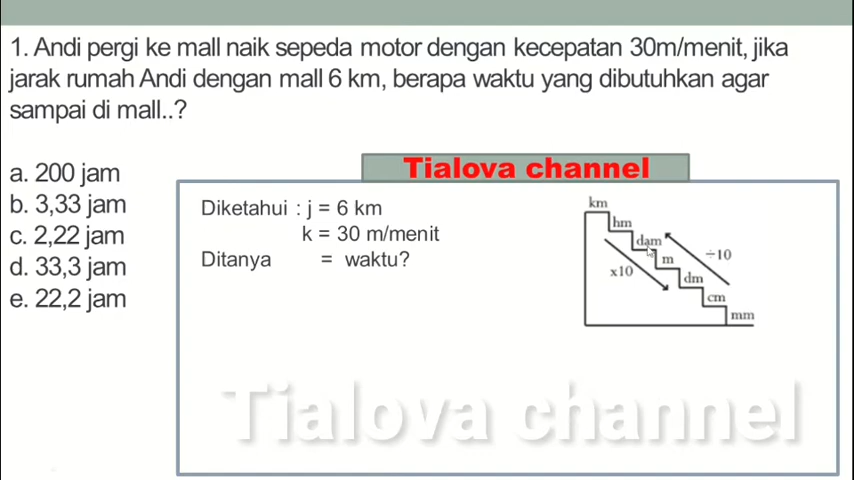 1. Andi pergi ke mall naik sepeda motor dengan kecepatan 30m/menit, jika
jarak rumah Andi dengan mall 6 km, berapa waktu yang dibutuhkan agar
sampai di mall..?
a. 200 jam
b. 3,33 jam
c. 2,22 jam
d. 33,3 jam
e. 22,2 jam
Tialova channel
Diketahui : j = 6 km
k = 30 m/menit
Ditanya = waktu?
km
hm
dam
m
dm
cm
mm
x10
÷10
Tialova channel